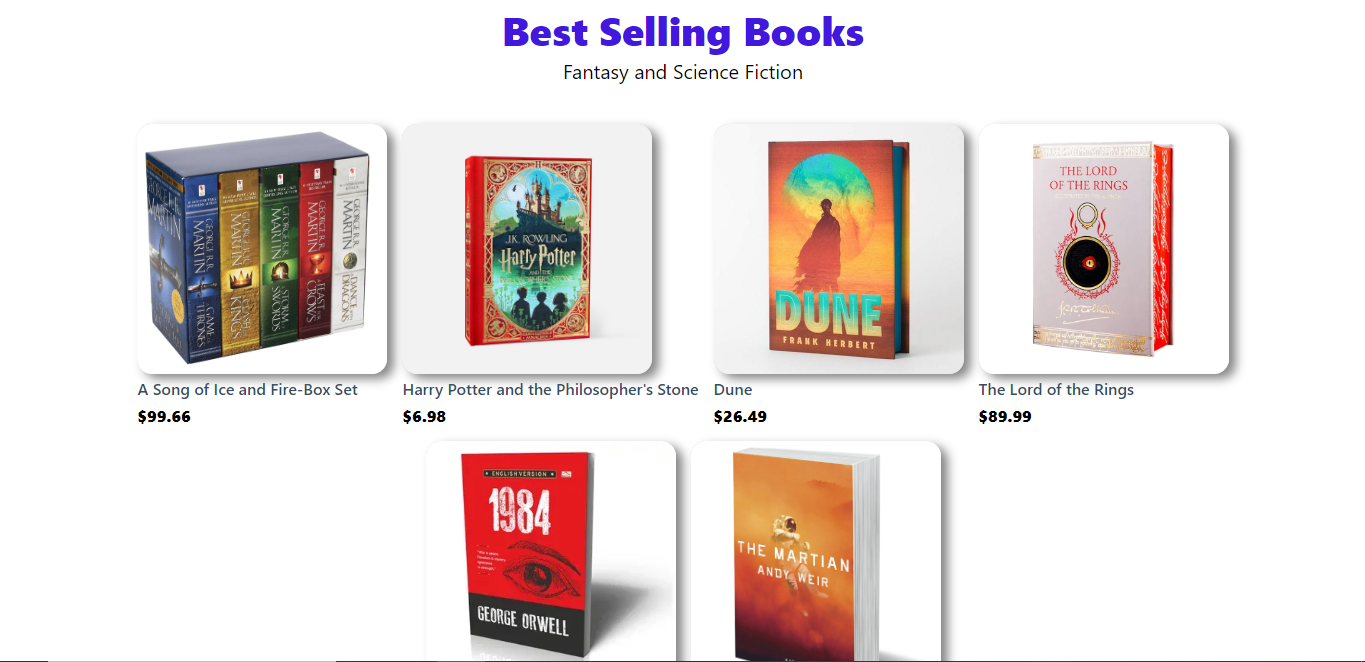 Best Selling Books
Fantasy and Science Fiction
GEORGE R.R.
MARTIN
A GAME OF
THRONES
GEORGE R.R.
MARTIN
A CLASH OF
KINGS
GEORGE R.R.
MARTIN
A STORM OF
SWORDS
GEORGE R.R.
MARTIN
A FEAST FOR
CROWS
GEORGE R.R.
MARTIN
A DANCE WITH
DRAGONS
J.K. ROWLING
Harry Potter
AND THE
DUNE
FRANK HERBERT
THE LORD
OF THE RINGS
A Song of Ice and Fire-Box Set
Harry Potter and the Philosopher's Stone
Dune
The Lord of the Rings
$99.66
$6.98
$26.49
$89.99
ENGLISH VERSION
1984
GEORGE ORWELL
THE MARTIAN
ANDY WEIR